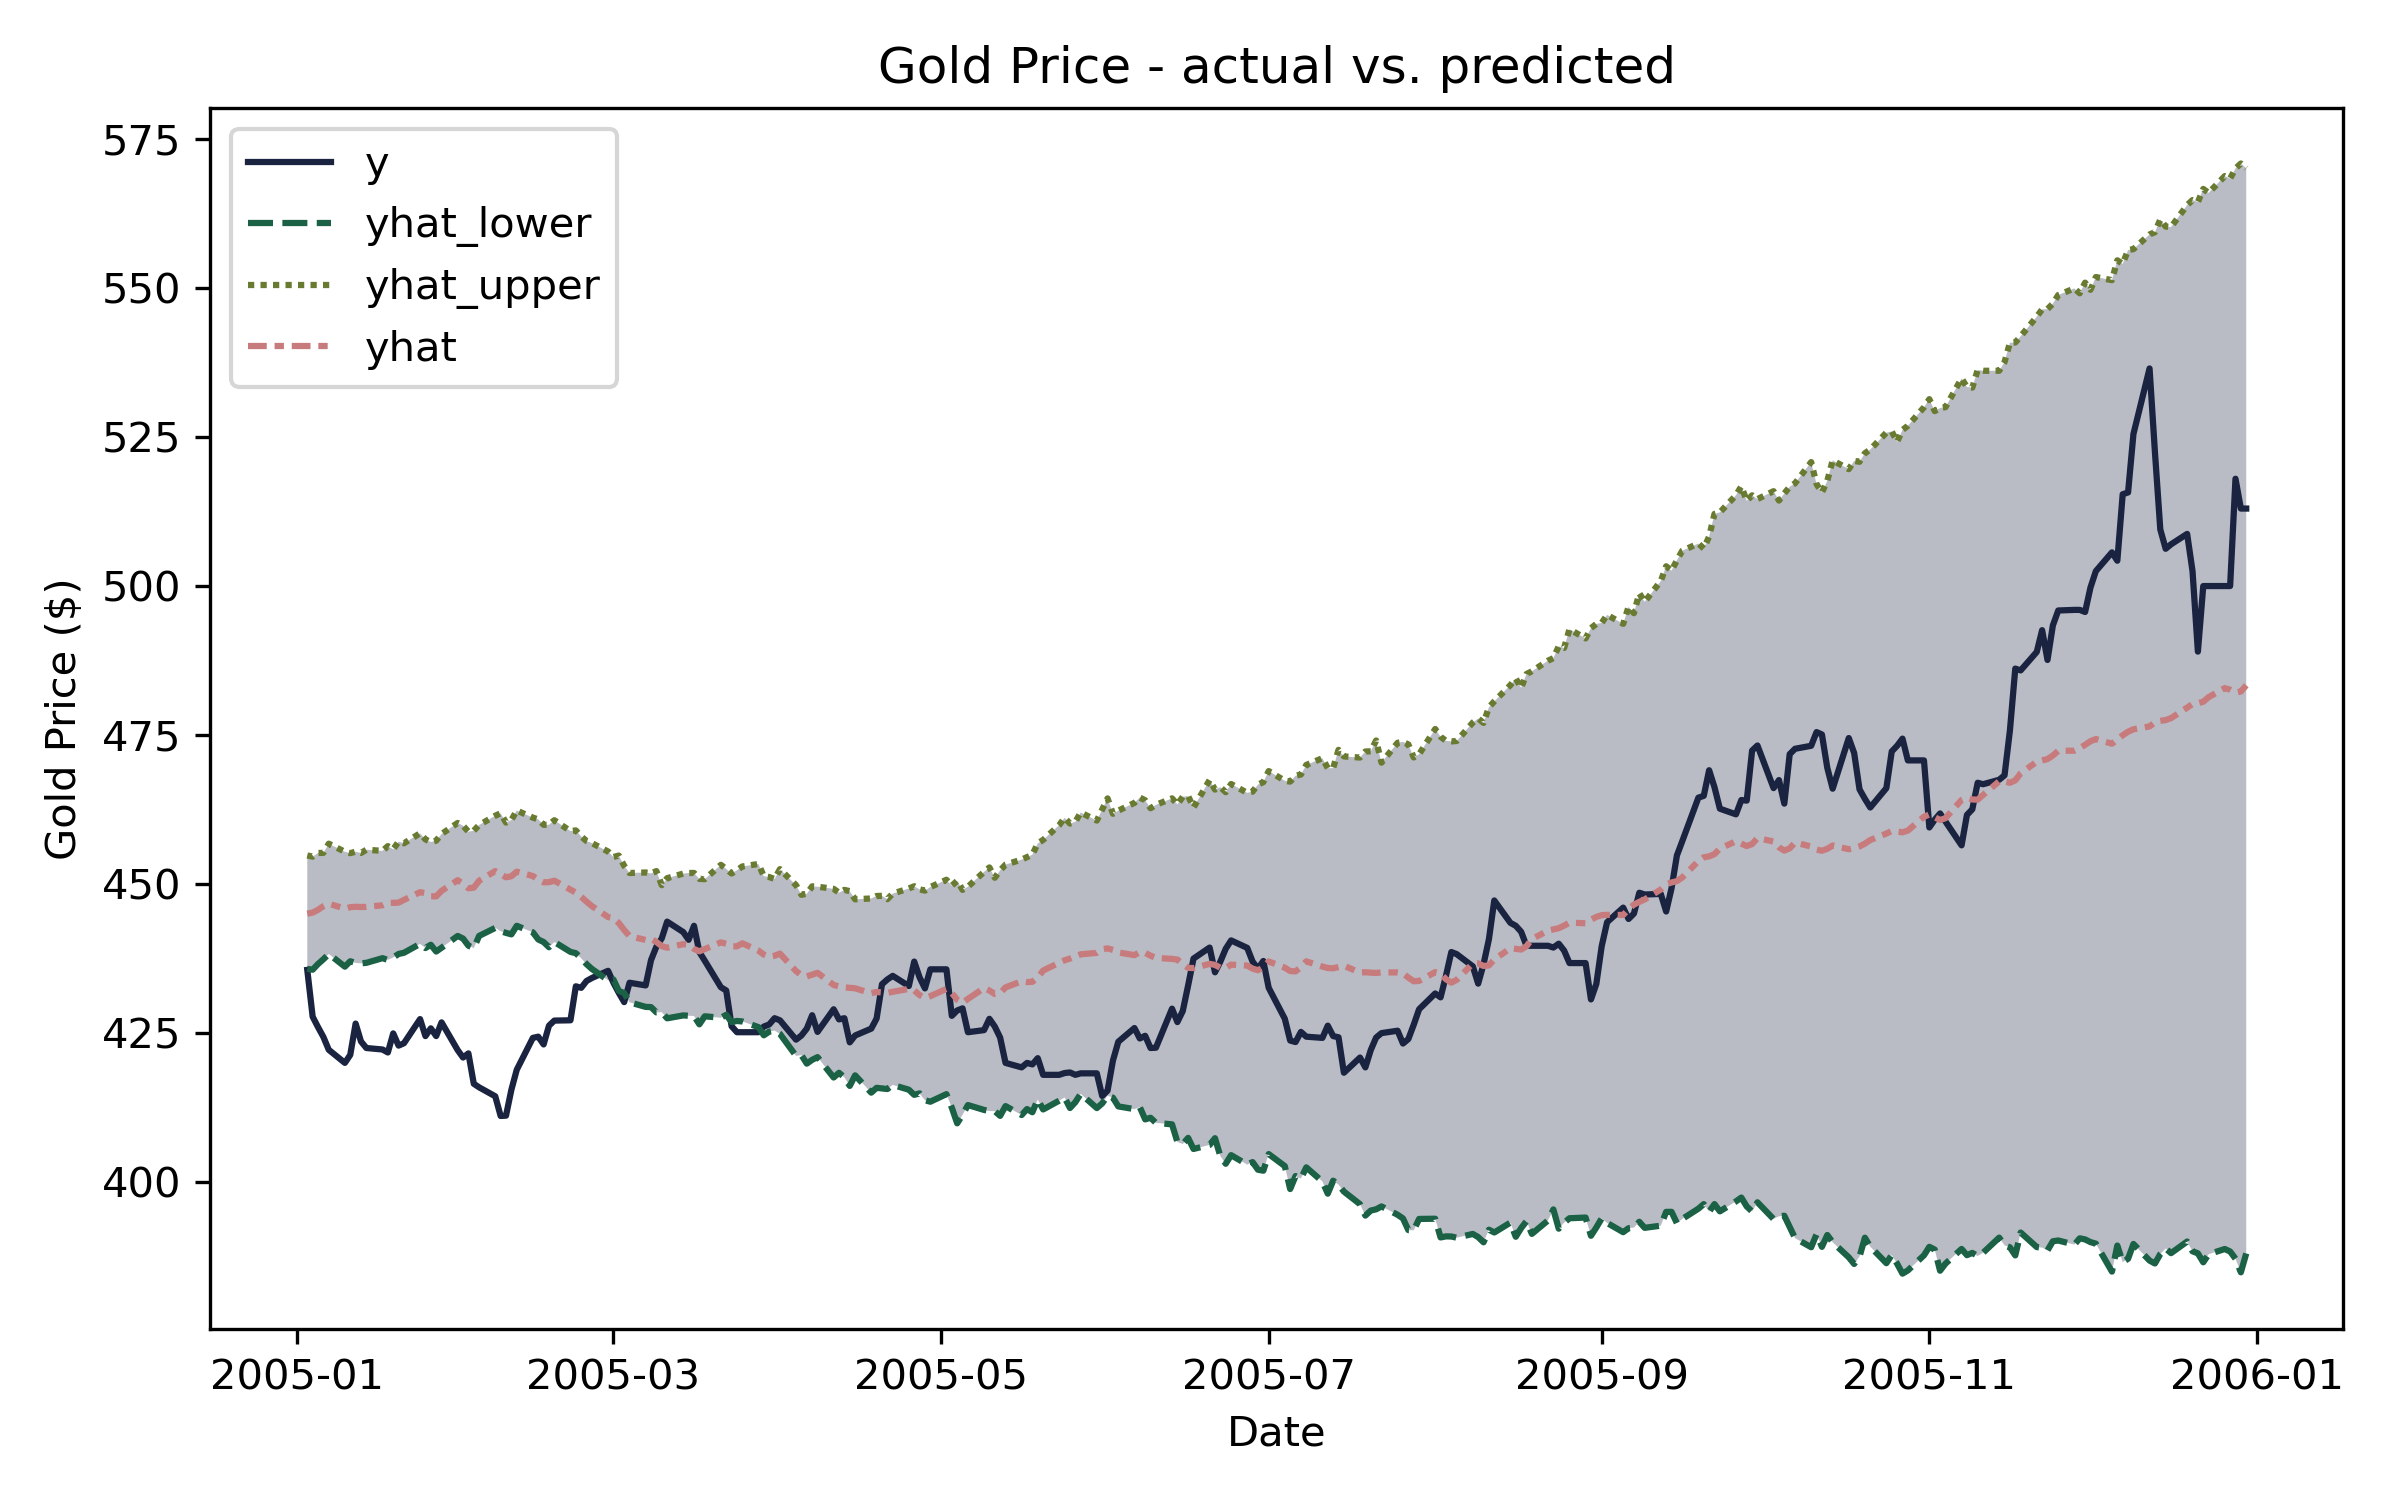 Gold Price - actual vs. predicted
575
550
525
500
475
450
425
400
Gold Price ($)
y
yhat_lower
yhat_upper
yhat
2005-01
2005-03
2005-05
2005-07
2005-09
2005-11
2006-01
Date